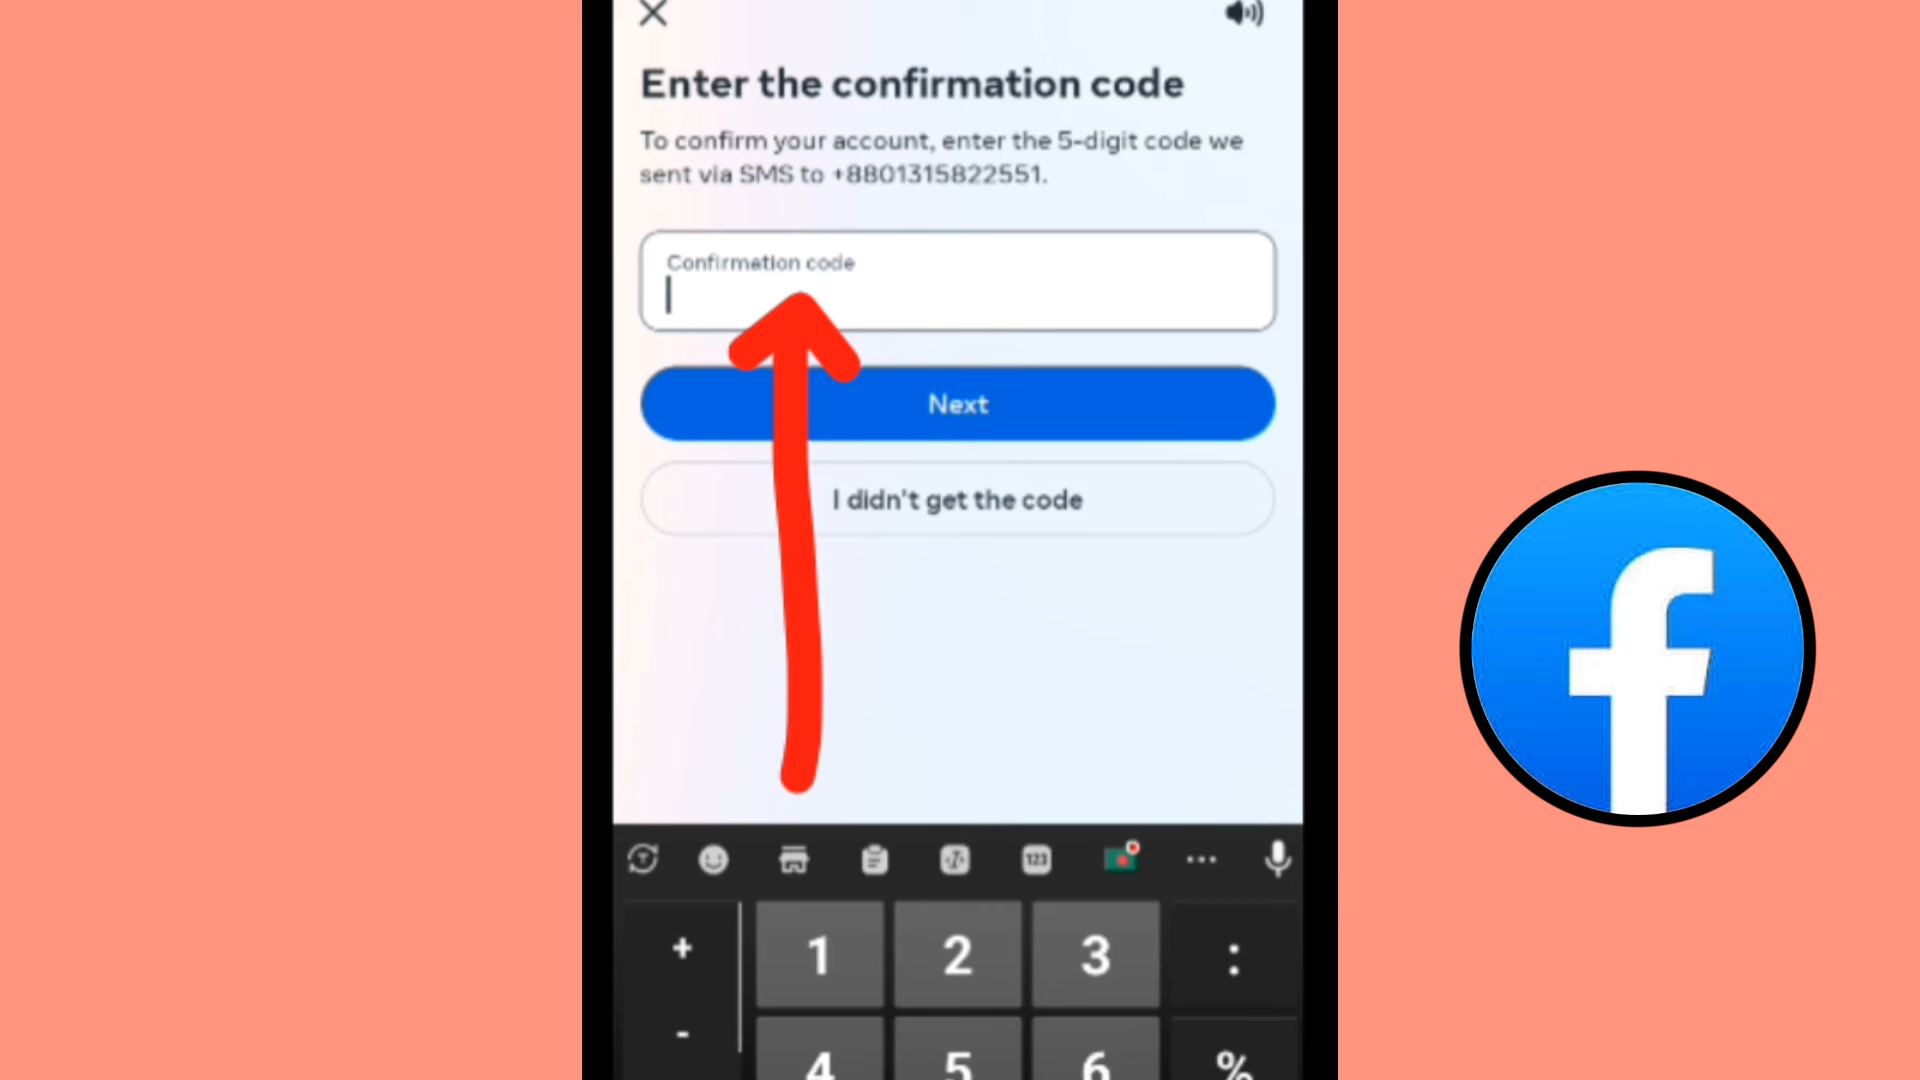 Enter the confirmation code
To confirm your account, enter the 5-digit code we
sent via SMS to +8801315822551.
Confirmation code
Next
I didn't get the code
123
+ 1 2 3 :
- 4 5 6 %